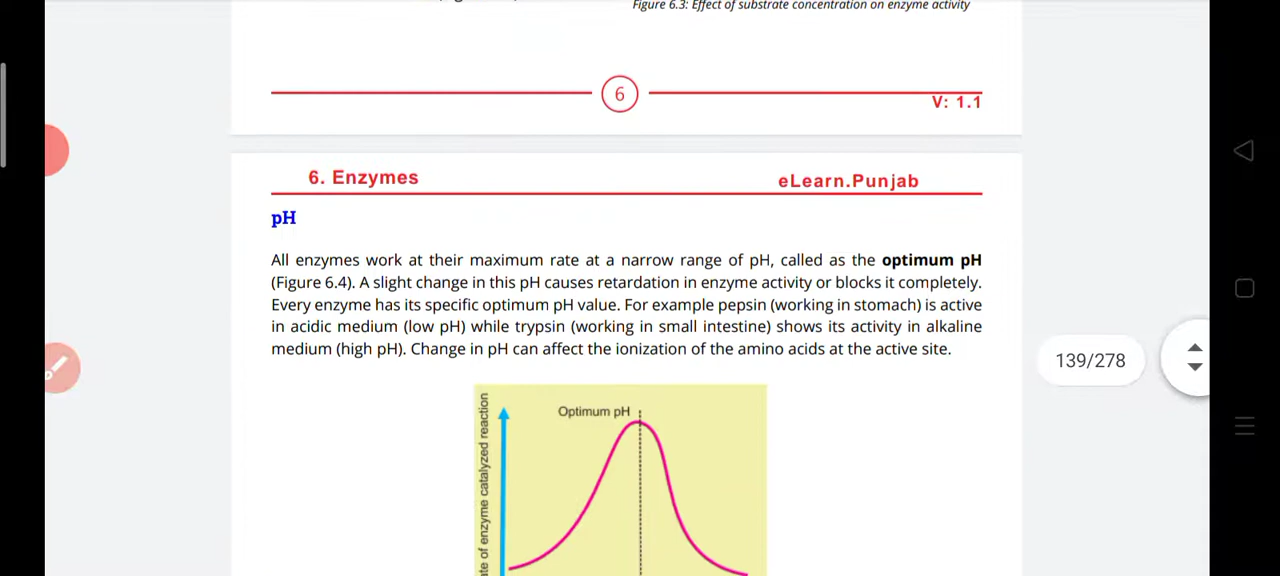 Figure 6.3: Effect of substrate concentration on enzyme activity
6
V: 1.1
6. Enzymes
eLearn.Punjab
pH
All enzymes work at their maximum rate at a narrow range of pH, called as the optimum pH
(Figure 6.4). A slight change in this pH causes retardation in enzyme activity or blocks it completely.
Every enzyme has its specific optimum pH value. For example pepsin (working in stomach) is active
in acidic medium (low pH) while trypsin (working in small intestine) shows its activity in alkaline
medium (high pH). Change in pH can affect the ionization of the amino acids at the active site.
139/278
Optimum pH
te of enzyme catalyzed reaction